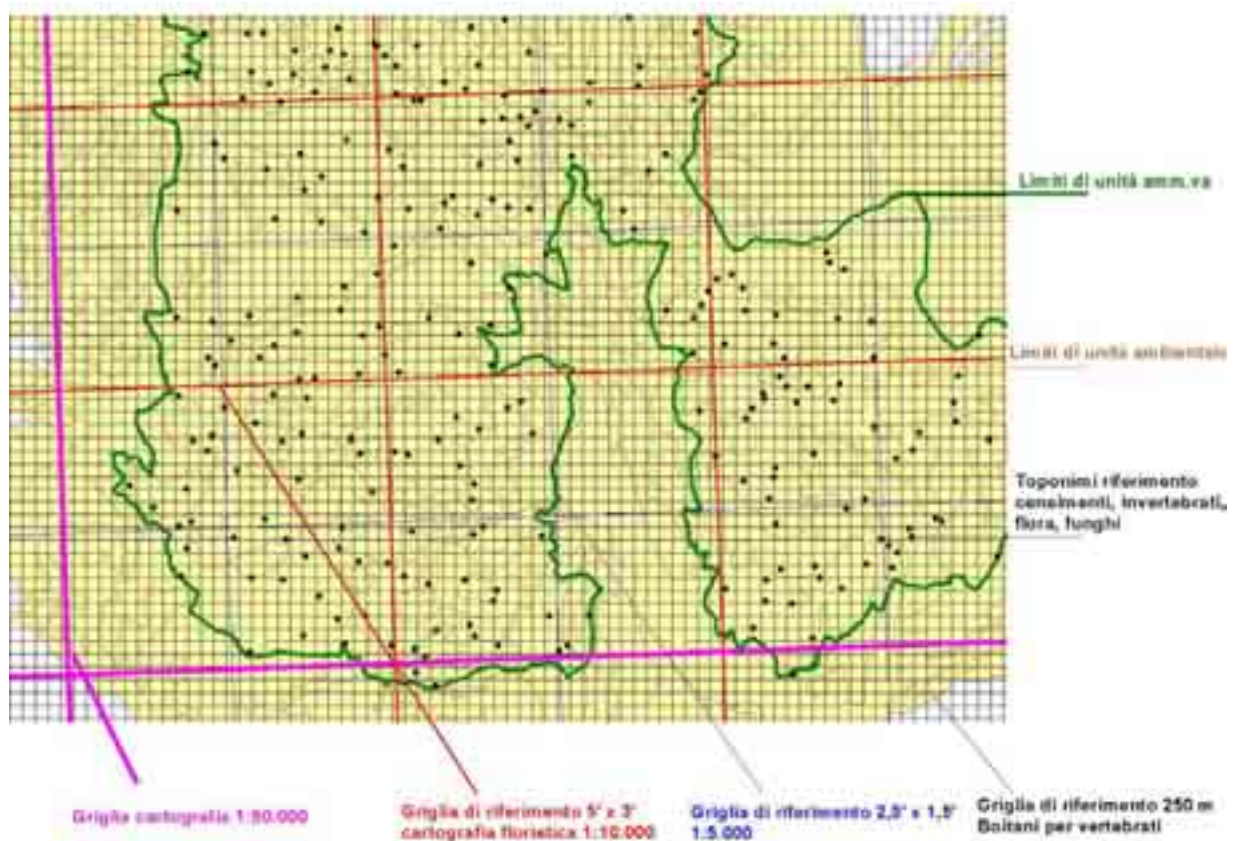 Limiti di unità amm.va
Limiti di unità ambientale
Toponimi riferimento
censimenti, invertebrati,
flora, funghi
Griglia cartografia 1:50.000
Griglia di riferimento 5' x 3'
cartografia floristica 1:10.000
Griglia di riferimento 2,5' x 1,5'
1:5.000
Griglia di riferimento 250 m
Boitani per vertebrati